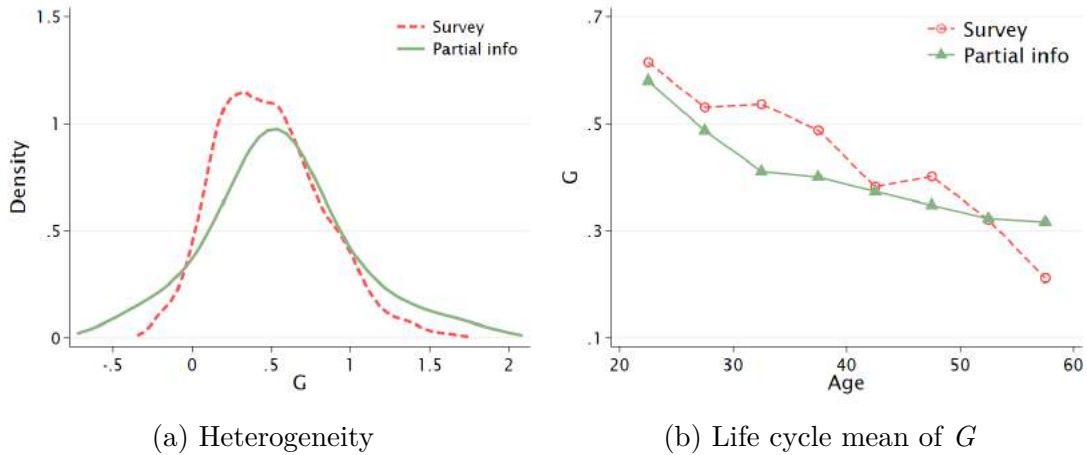 1.5
1
.5
0
Density
-.5
0
.5
1
1.5
2
G
Survey
Partial info
(a) Heterogeneity
.7
.5
.3
.1
G
20
30
40
50
60
Age
Survey
Partial info
(b) Life cycle mean of G